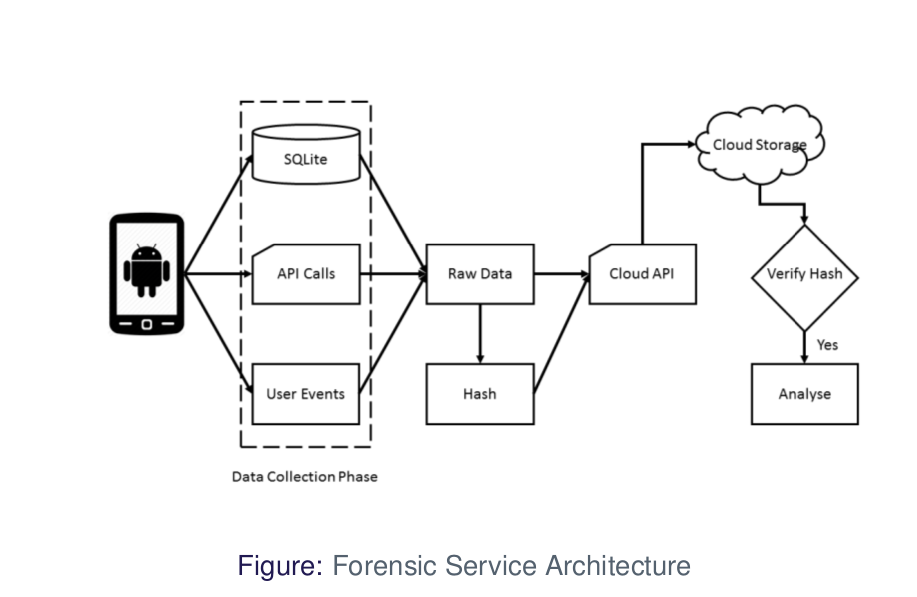 SQLite
Cloud Storage
API Calls
Raw Data
Cloud API
Verify Hash
Yes
User Events
Hash
Analyse
Data Collection Phase
Figure: Forensic Service Architecture